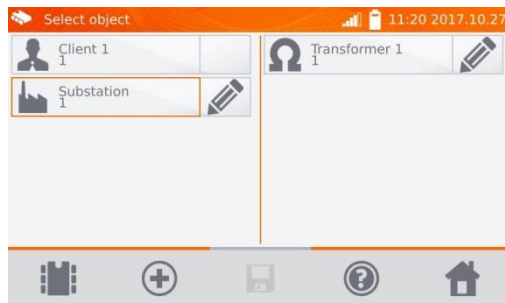 Select object
11:20 2017.10.27
Client 1
1
Substation
1
Transformer 1
1